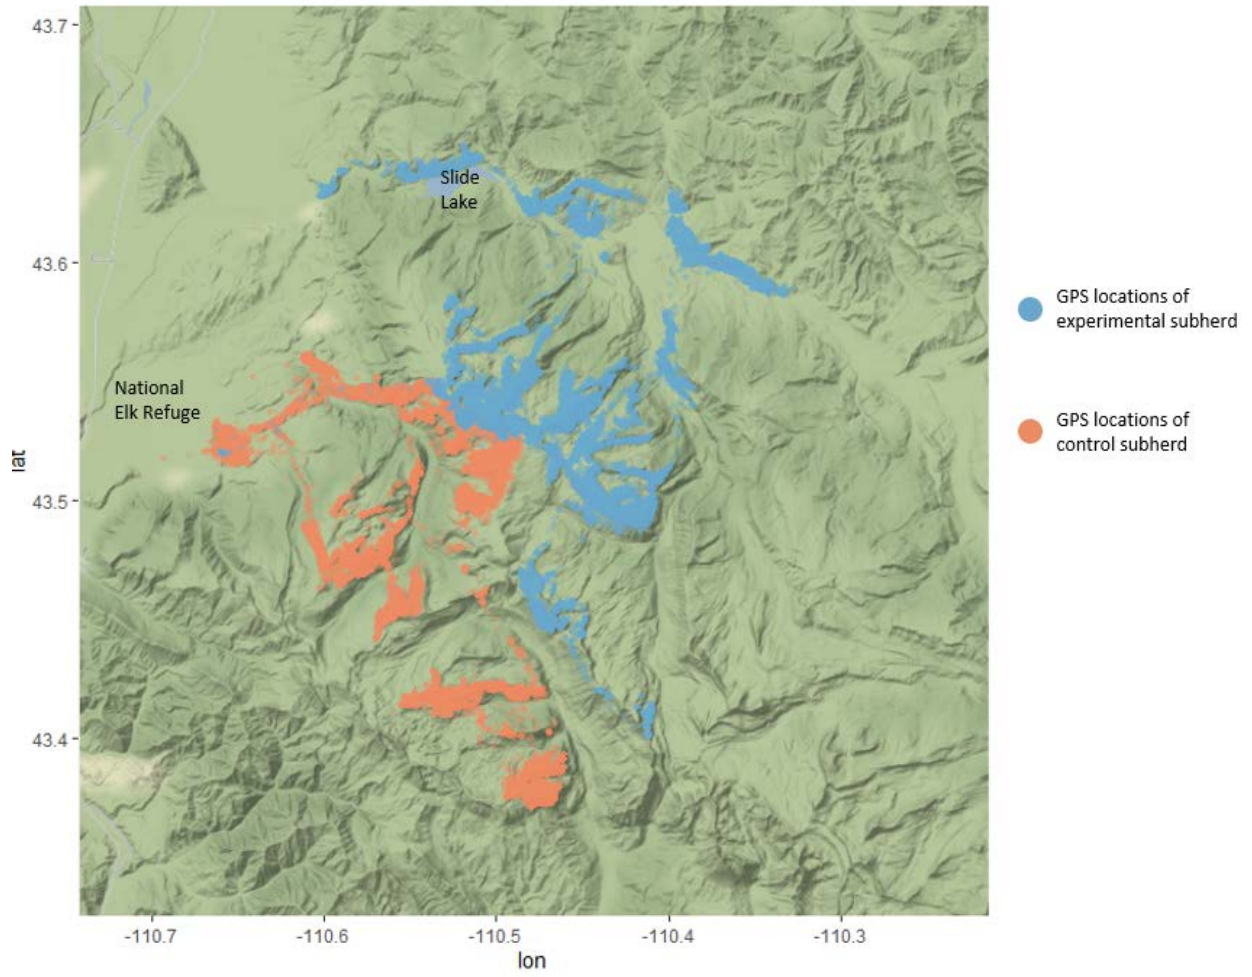 43.7
43.6
43.5
43.4
lat
-110.7
-110.6
-110.5
-110.4
-110.3
lon
Slide
Lake
National
Elk Refuge
GPS locations of
experimental subherd
GPS locations of
control subherd